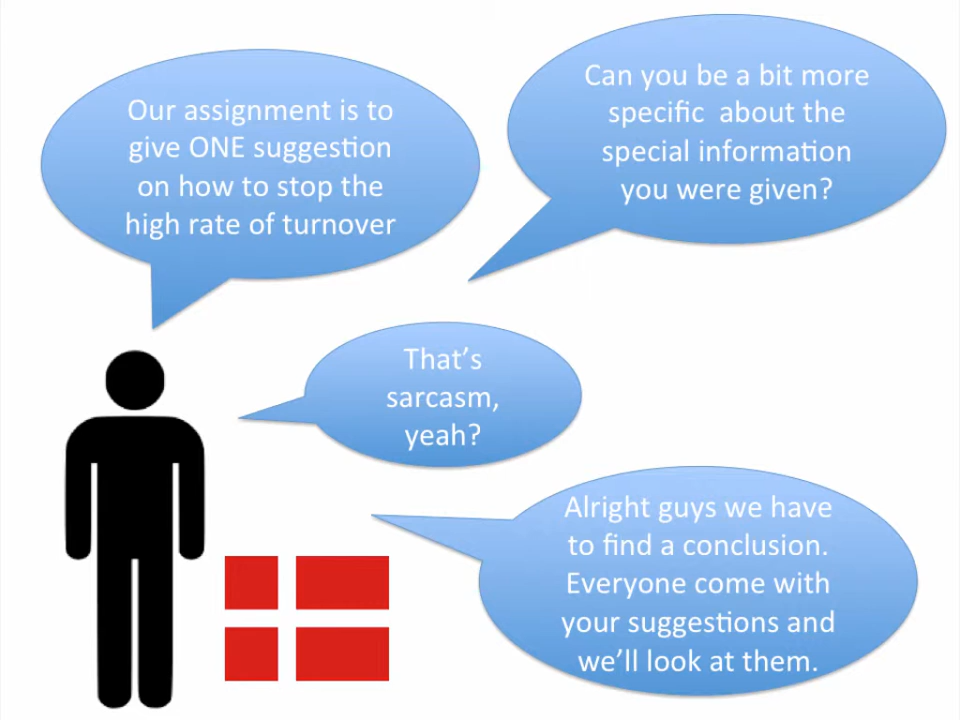 Our assignment is to
give ONE suggestion
on how to stop the
high rate of turnover
Can you be a bit more
specific  about the
special information
you were given?
That's
sarcasm,
yeah?
Alright guys we have
to find a conclusion.
Everyone come with
your suggestions and
we'll look at them.